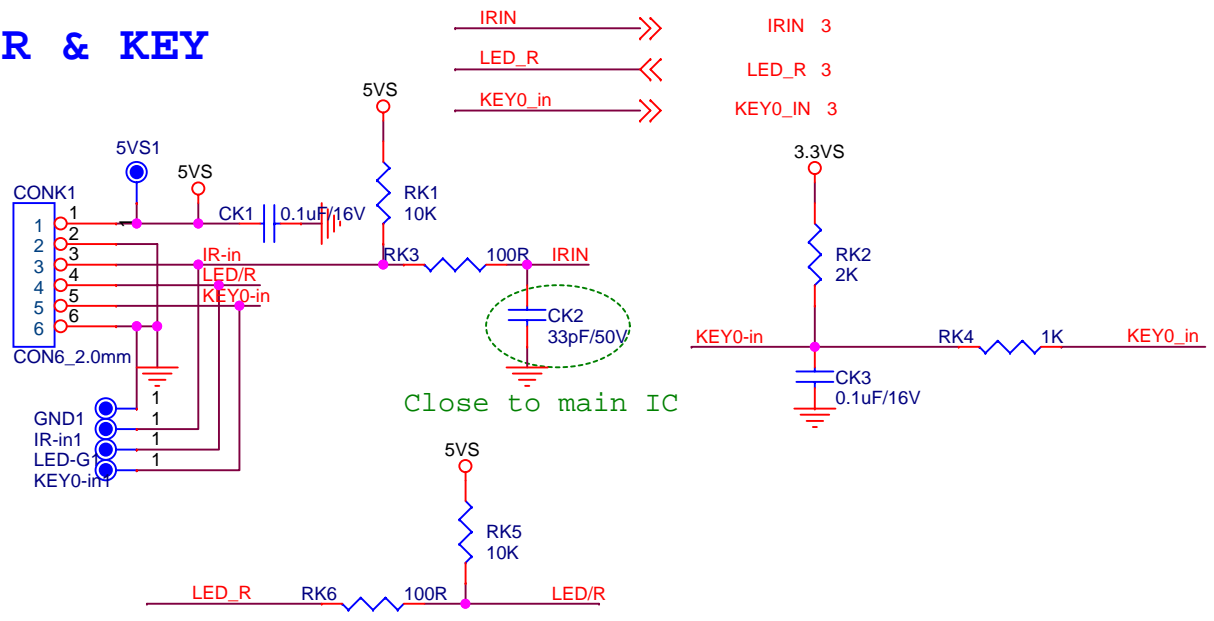 R & KEY
IRIN
IRIN 3
LED_R
LED_R 3
KEY0_in
KEY0_IN 3
5VS
5VS1
5VS
3.3VS
CONK1
RK1
10K
CK1
0.1uF/16V
1
1
1
2
2
3
3
4
4
5
5
6
6
IR-in
LED/R
KEY0-in
CON6_2.0mm
RK3
100R
IRIN
CK2
33pF/50V
RK2
2K
KEY0-in
RK4
1K
KEY0_in
CK3
0.1uF/16V
Close to main IC
1
GND1
1
IR-in1
1
LED-G1
1
KEY0-in1
5VS
RK5
10K
LED_R
RK6
100R
LED/R